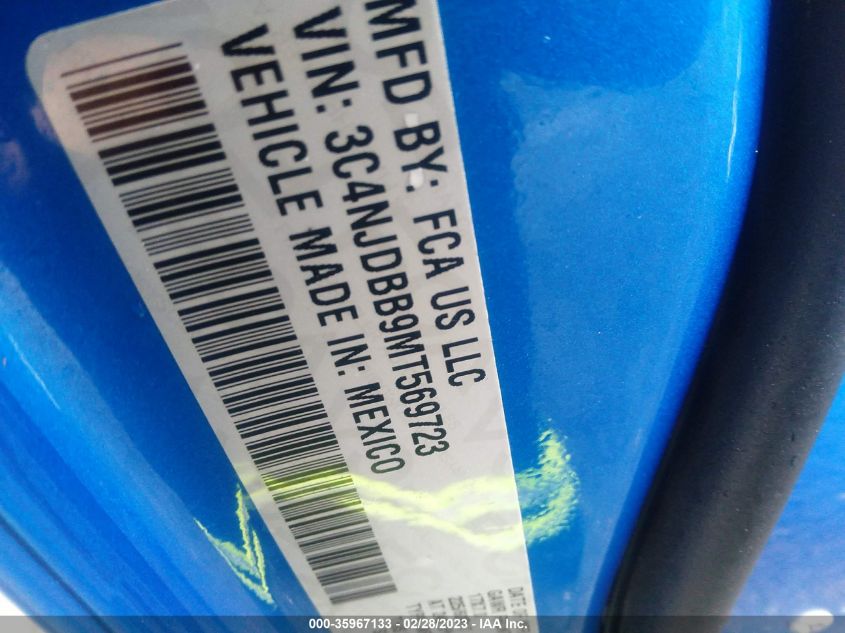 MFD BY: FCA US LLC
VIN: 3C4NJDBB9MT569723
VEHICLE MADE IN: MEXICO
000-35967133 - 02/28/2023 - IAA Inc.